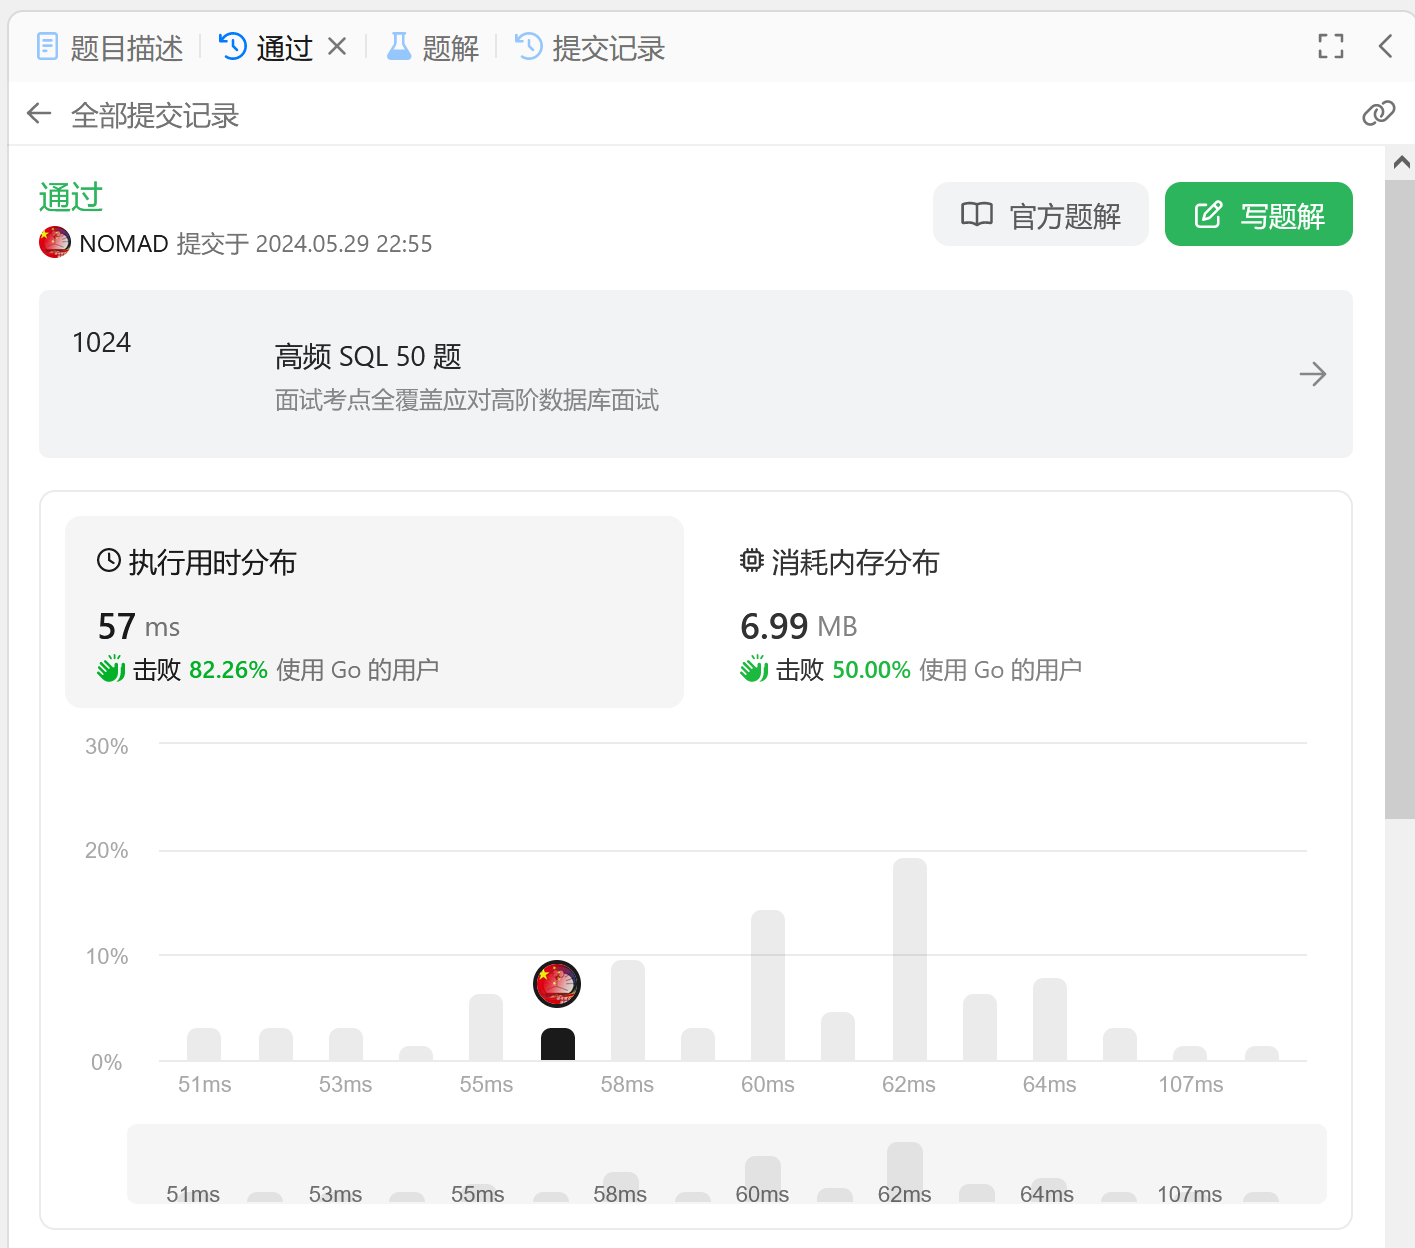 题目描述 通过 题解 提交记录
全部提交记录
通过
NOMAD 提交于 2024.05.29 22:55
官方题解 写题解
1024
高频 SQL 50 题
面试考点全覆盖应对高阶数据库面试
执行用时分布
57 ms
击败 82.26% 使用 Go 的用户
消耗内存分布
6.99 MB
击败 50.00% 使用 Go 的用户
30%
20%
10%
0%
51ms 53ms 55ms 58ms 60ms 62ms 64ms 107ms
51ms 53ms 55ms 58ms 60ms 62ms 64ms 107ms